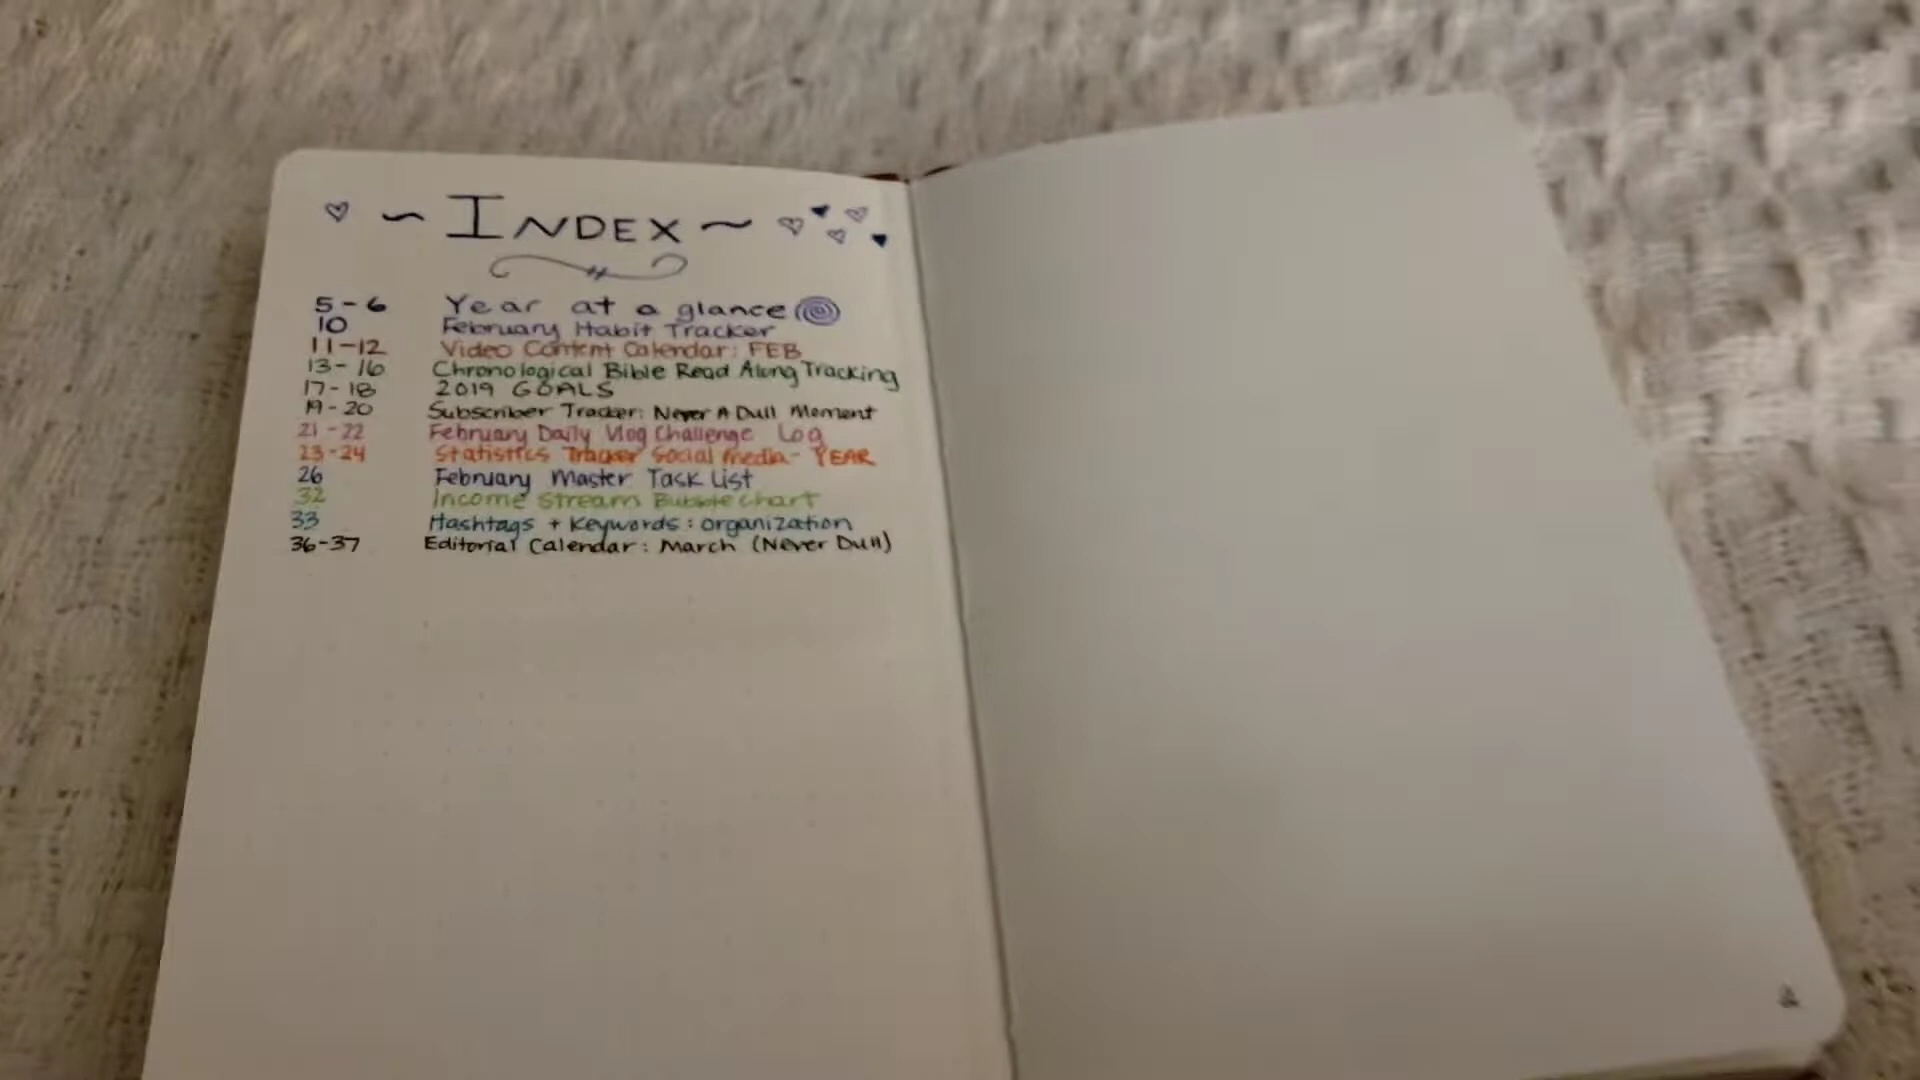 ~ INDEX ~
5-6 Year at a glance
10 February Habit Tracker
11-12 Video Content Calendar: FEB
13-16 Chronological Bible Read Along Tracking
17-18 2019 GOALS
19-20 Subscriber Tracker: Never A Dull Moment
21-22 February Daily Vlog Challenge Log
23-24 Statistics Tracker Social Media - YEAR
26 February Master Task List
32 Income Stream Bubble Chart
33 Hashtags + Keywords: organization
36-37 Editorial Calendar: March (Never Dull)